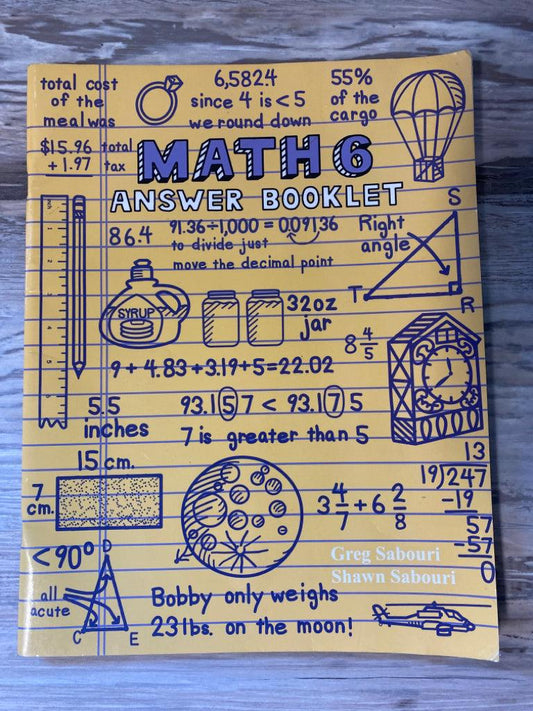 total cost
of the
meal was
$15.96 total
+ 1.97 tax
6,5824
since 4 is < 5
we round down
55%
of the
cargo
MATH 6
ANSWER BOOKLET
86.4
91.36÷1,000 = 0.09136
to divide just
move the decimal point
Right
angle
S
T
R
SYRUP
32oz
jar
8 4/5
9 + 4.83 + 3.19 + 5 = 22.02
5.5
inches
93.157 < 93.175
7 is greater than 5
15 cm.
7
cm.
3 4/7 + 6 2/8
13
19)247
-19
57
-57
0
<90°
all
acute
D
C
E
Greg Sabouri
Shawn Sabouri
Bobby only weighs
23 lbs. on the moon!